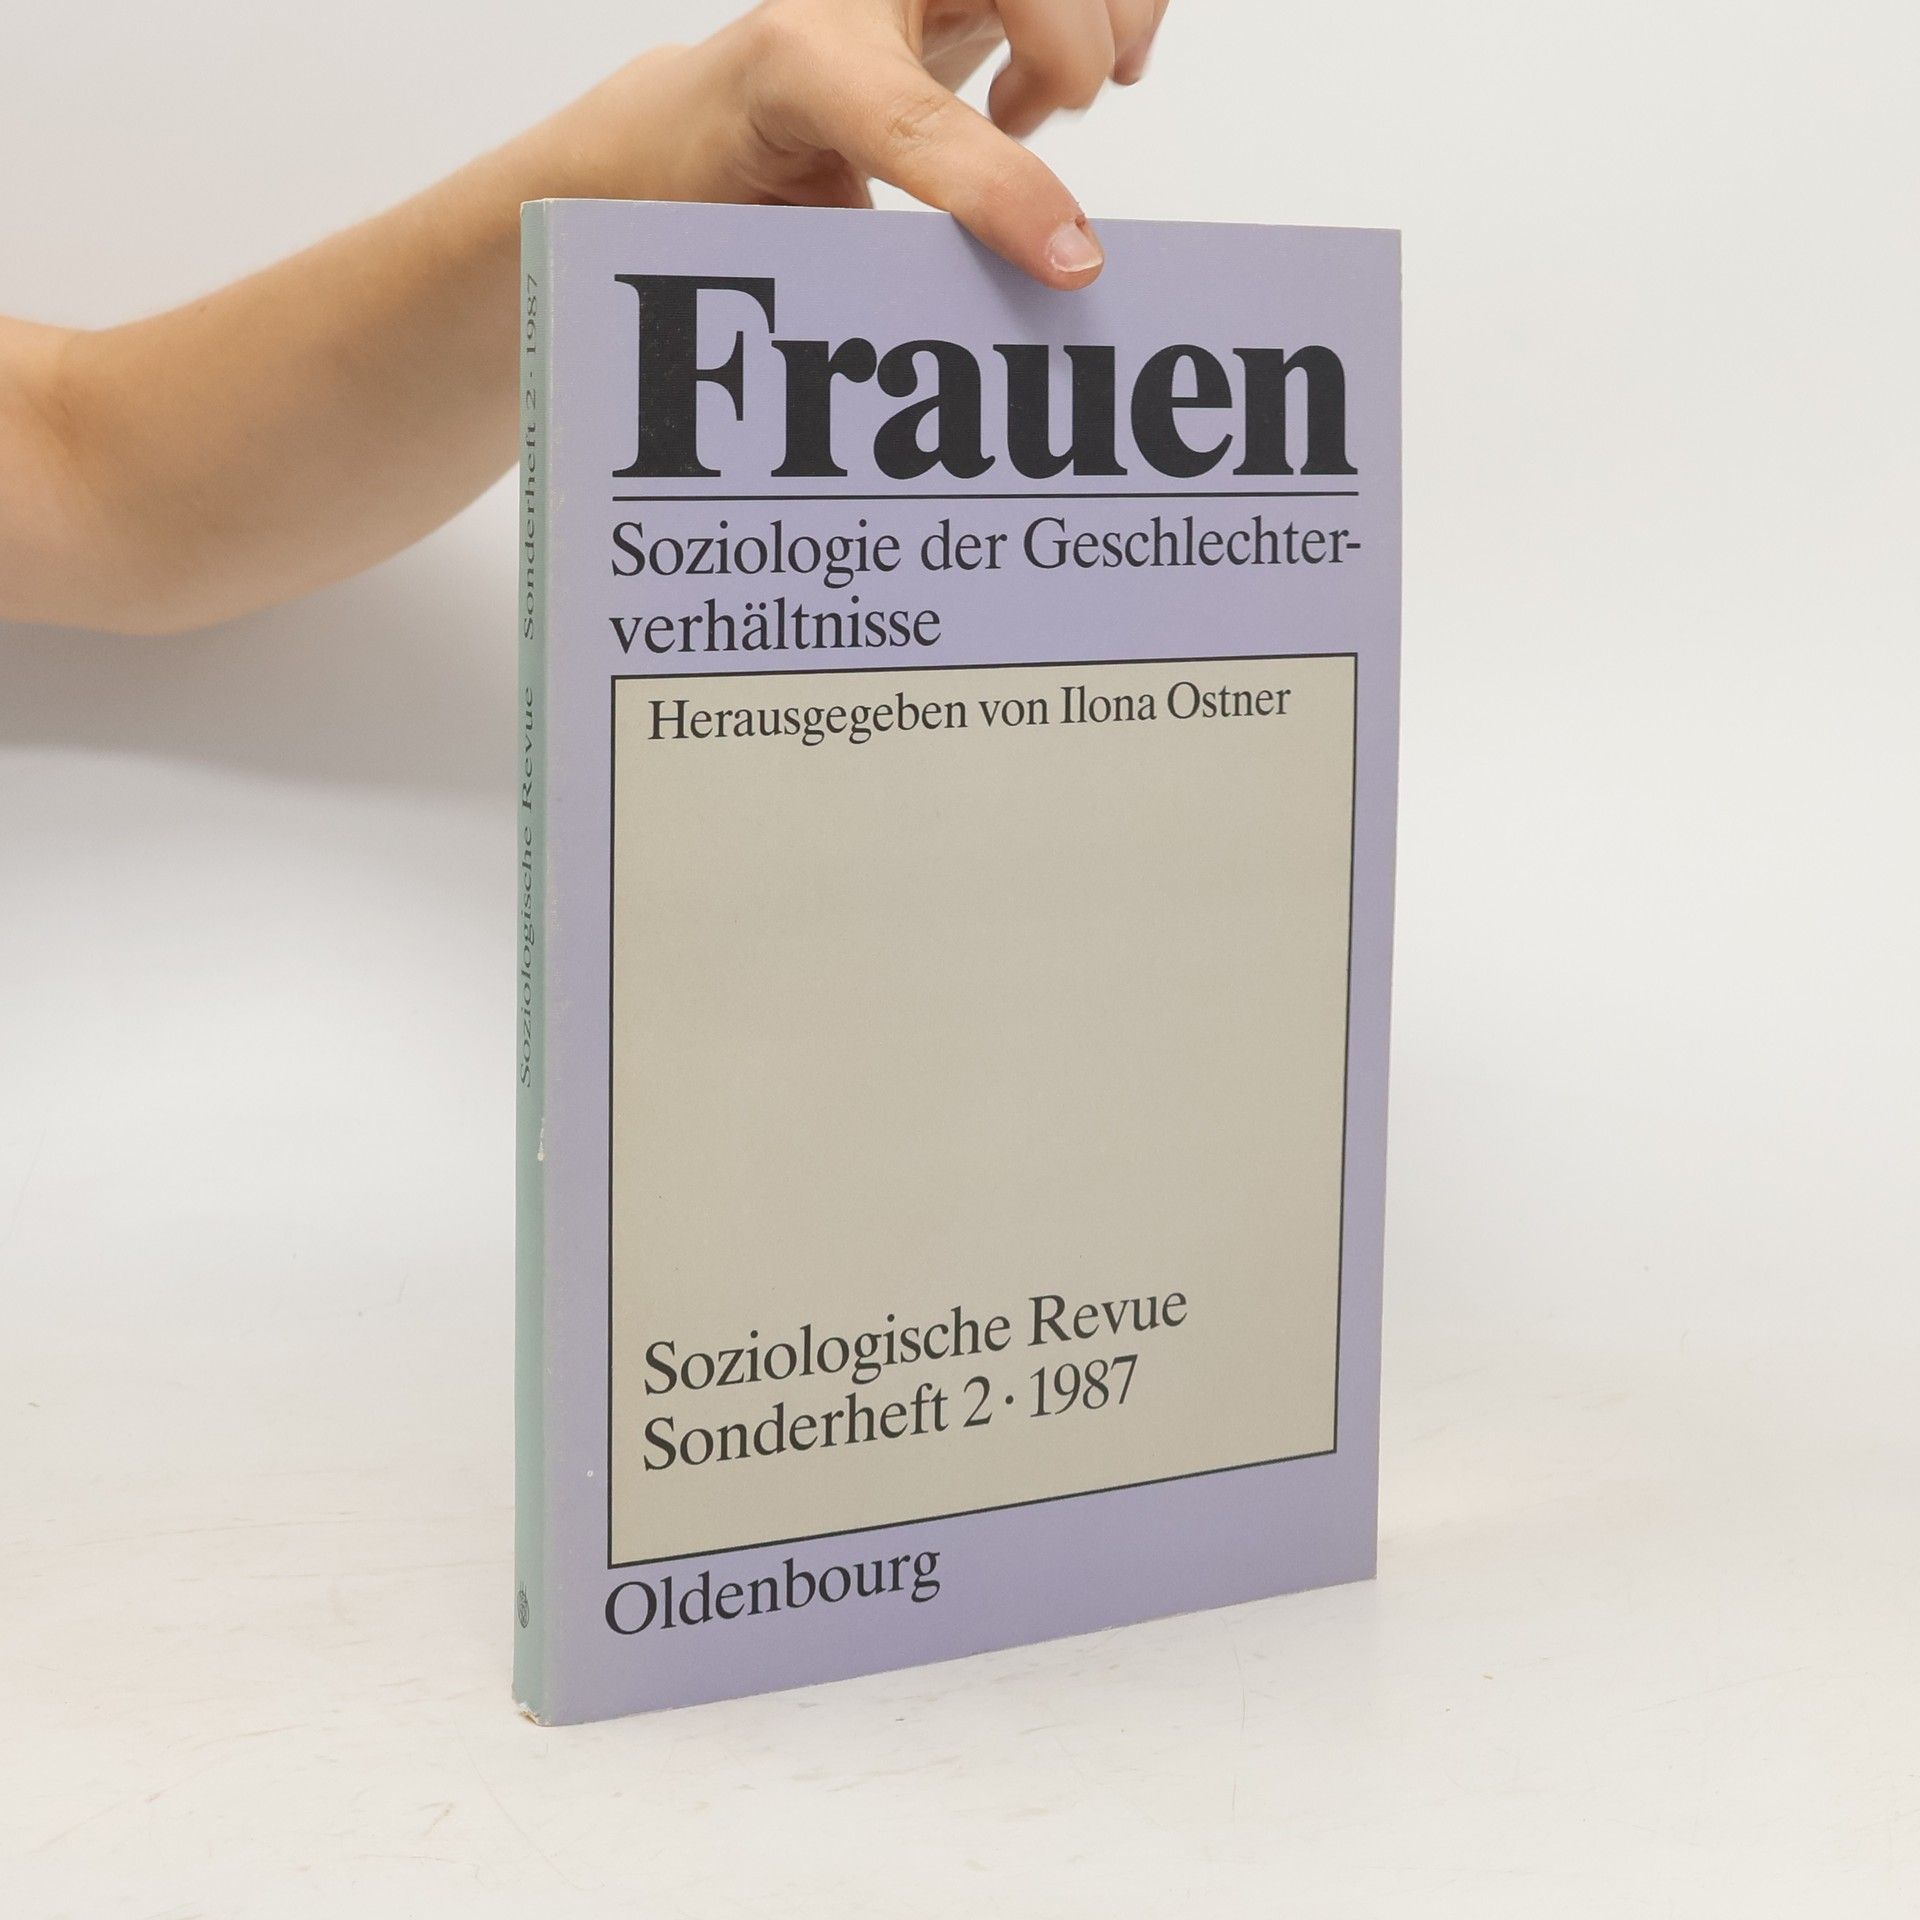 Frauen
Soziologie der Geschlechter-
verhältnisse
Herausgegeben von Ilona Ostner
Soziologische Revue
Sonderheft 2 · 1987
Oldenbourg
Soziologische Revue Sonderheft 2 · 1987